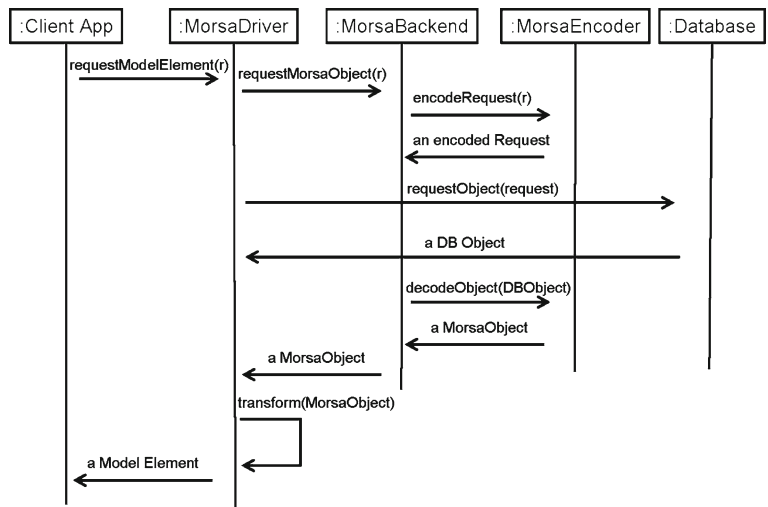 :Client App
:MorsaDriver
:MorsaBackend
:MorsaEncoder
:Database
requestModelElement(r)
requestMorsaObject(r)
encodeRequest(r)
an encoded Request
requestObject(request)
a DB Object
decodeObject(DBObject)
a MorsaObject
a MorsaObject
transform(MorsaObject)
a Model Element